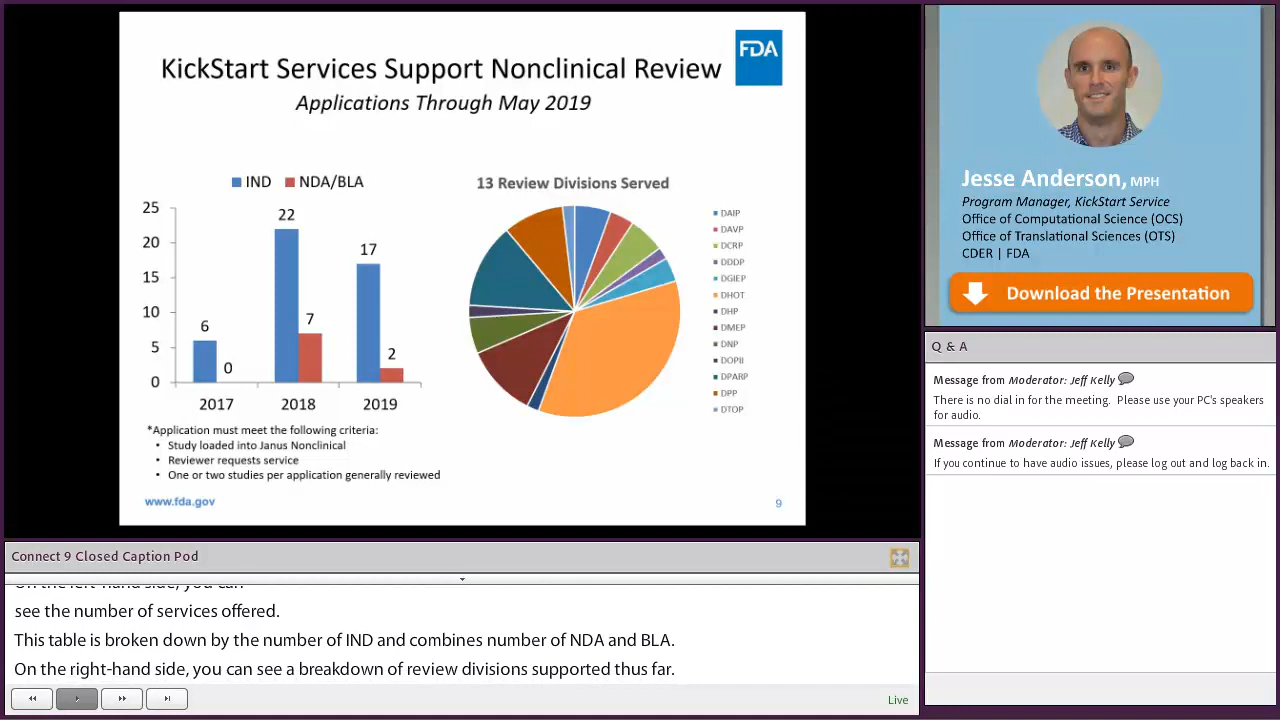 FDA
KickStart Services Support Nonclinical Review
Applications Through May 2019
IND NDA/BLA
25
20
15
10
5
0
6
0
22
7
17
2
2017 2018 2019
*Application must meet the following criteria:
• Study loaded into Janus Nonclinical
• Reviewer requests service
• One or two studies per application generally reviewed
13 Review Divisions Served
DAIP
DAVP
DCRP
DDDP
DGIEP
DHOT
DHP
DMEP
DNP
DOPII
DPARP
DPP
DTOP
www.fda.gov
9
Jesse Anderson, MPH
Program Manager, KickStart Service
Office of Computational Science (OCS)
Office of Translational Sciences (OTS)
CDER | FDA
Download the Presentation
Q & A
Message from Moderator: Jeff Kelly
There is no dial in for the meeting. Please use your PC's speakers
for audio.
Message from Moderator: Jeff Kelly
If you continue to have audio issues, please log out and log back in.
Connect 9 Closed Caption Pod
On the left-hand side, you can
see the number of services offered.
This table is broken down by the number of IND and combines number of NDA and BLA.
On the right-hand side, you can see a breakdown of review divisions supported thus far.
Live